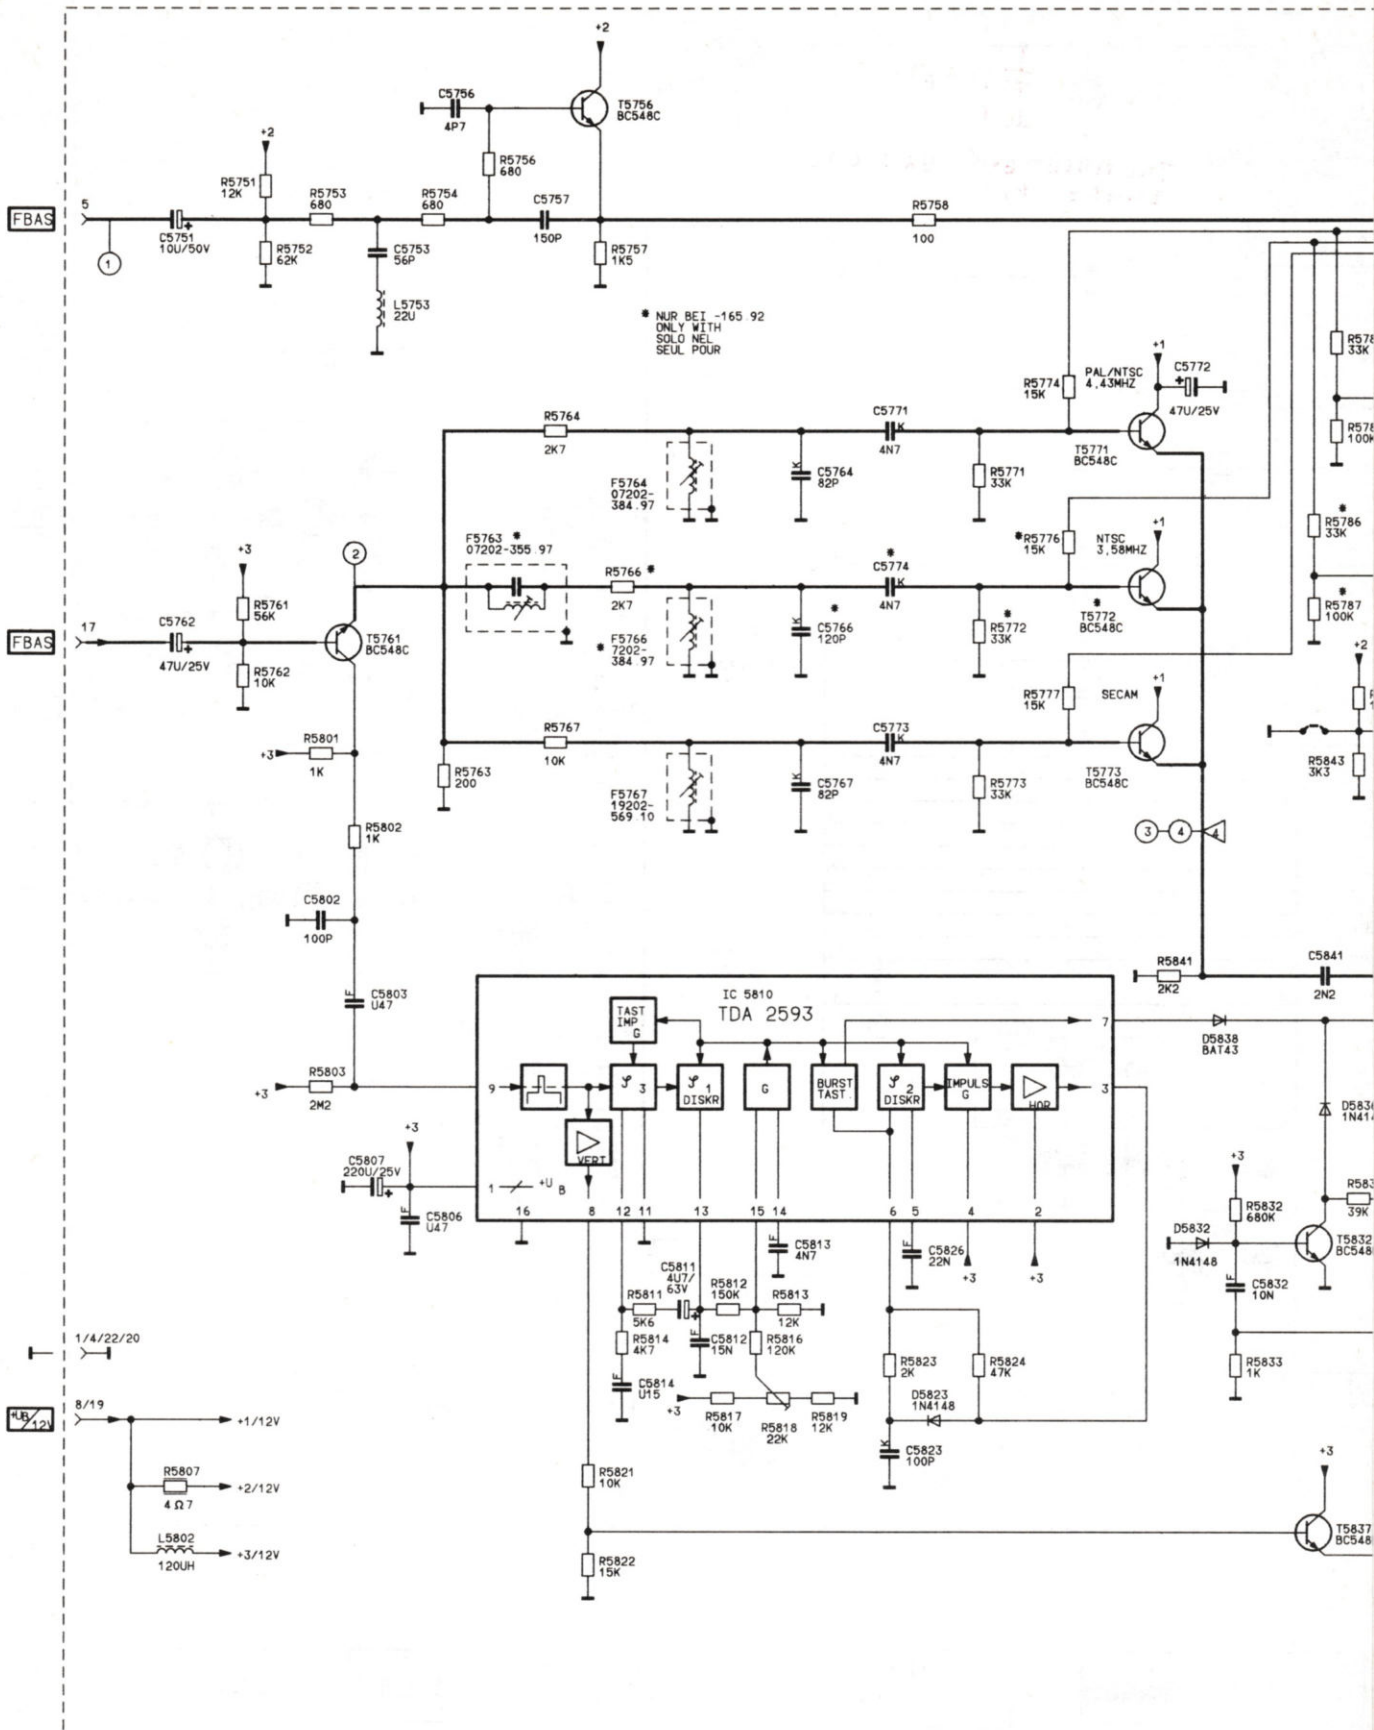 +2
C5756
4P7
T5756
BC548C
+2
R5751
12K
R5753
680
R5754
680
R5756
680
C5757
150P
R5758
100
FBAS
5
C5751
10U/50V
1
R5752
62K
C5753
56P
L5753
22U
R5757
1K5
* NUR BEI -165.92
ONLY WITH
SOLO NEL
SEUL POUR
R5774
15K
PAL/NTSC
4,43MHZ
+1
C5772
47U/25V
33K
100K
R5764
2K7
F5764
07202-
384.97
C5764
82P
K
C5771
K
4N7
R5771
33K
T5771
BC548C
+3
2
F5763 *
07202-355.97
R5766 *
2K7
* F5766
7202-
384.97
*
C5766
120P
K
*
C5774
K
4N7
*
R5772
33K
* R5776
15K
NTSC
3,58MHZ
+1
*
T5772
BC548C
*
R5786
33K
*
R5787
100K
FBAS
17
C5762
47U/25V
R5761
56K
R5762
10K
T5761
BC548C
+3
R5801
1K
R5763
200
R5767
10K
F5767
19202-
569.10
C5767
82P
K
C5773
K
4N7
R5773
33K
R5777
15K
SECAM
+1
T5773
BC548C
+2
R5843
3K3
R5802
1K
3
4
4
C5802
100P
F
C5803
U47
R5841
2K2
C5841
2N2
+3
R5803
2M2
IC 5810
TDA 2593
TAST
IMP.
G
9
φ
3
φ
1
DISKR
G
BURST
TAST.
φ
2
DISKR
IMPULS
G
HOR
7
3
VERT
1
+U
B
16
8
12
11
13
15
14
6
5
4
2
D5838
BAT43
+3
C5807
220U/25V
F
C5806
U47
F
C5813
4N7
F
C5826
22N
+3
+3
+3
R5832
680K
D5832
1N4148
F
C5832
10N
R5833
1K
39K
T5832
R5811
5K6
C5811
4U7/
63V
R5812
150K
R5813
12K
R5814
4K7
F
C5812
15N
R5816
120K
F
C5814
U15
+3
R5817
10K
R5818
22K
R5819
12K
R5823
2K
R5824
47K
D5823
1N4148
K
C5823
100P
1/4/22/20
+UB/12V
8/19
+1/12V
R5807
4Ω7
+2/12V
L5802
120UH
+3/12V
R5821
10K
R5822
15K
+3
T5837